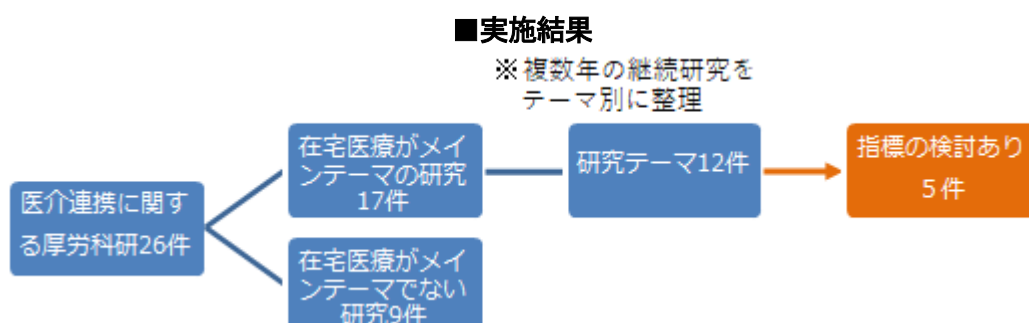 ■実施結果
※複数年の継続研究を
テーマ別に整理
医介連携に関す
る厚労科研26件
在宅医療がメイ
ンテーマの研究
17件
研究テーマ12件
指標の検討あり
5件
在宅医療がメイ
ンテーマでない
研究9件